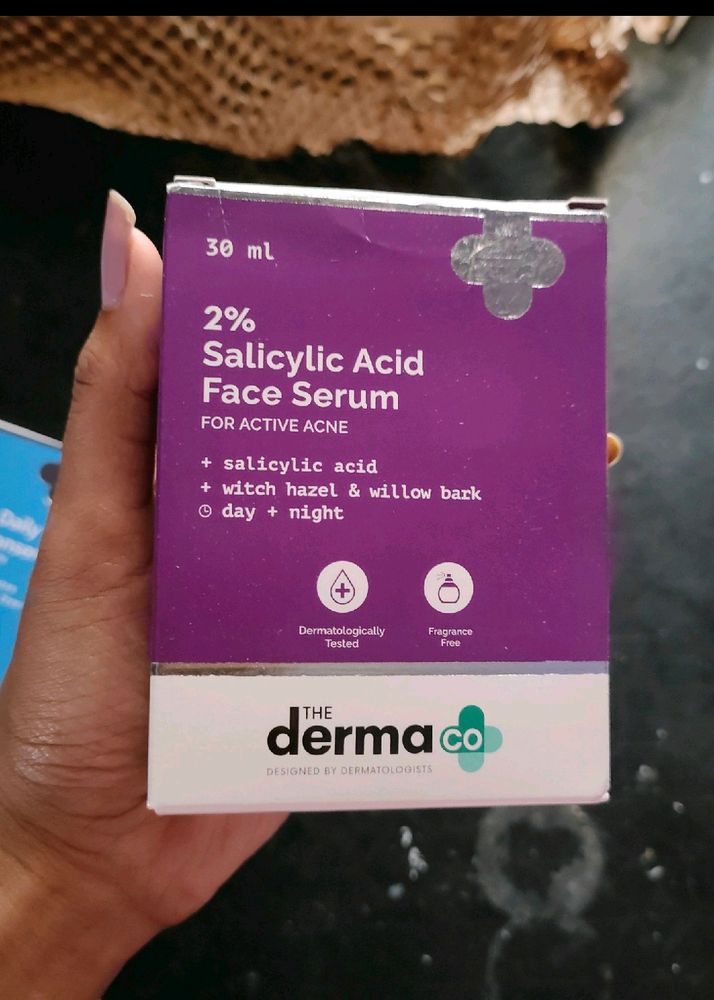 30 ml
2%
Salicylic Acid
Face Serum
FOR ACTIVE ACNE
+ salicylic acid
+ witch hazel & willow bark
day + night
Dermatologically
Tested
Fragrance
Free
THE
derma co
DESIGNED BY DERMATOLOGISTS
Daily